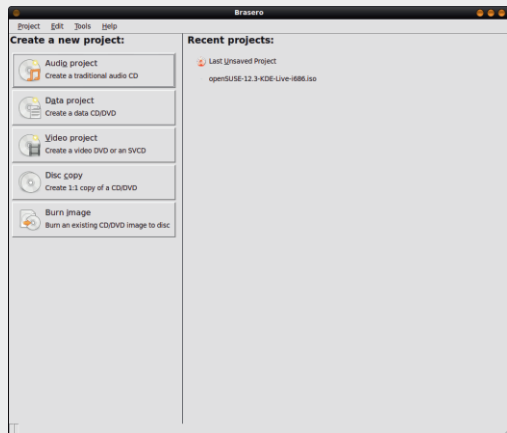 Brasero
Project Edit Tools Help
Create a new project:
Audio project
Create a traditional audio CD
Data project
Create a data CD/DVD
Video project
Create a video DVD or an SVCD
Disc copy
Create 1:1 copy of a CD/DVD
Burn image
Burn an existing CD/DVD image to disc
Recent projects:
Last Unsaved Project
openSUSE-12.3-KDE-Live-i686.iso